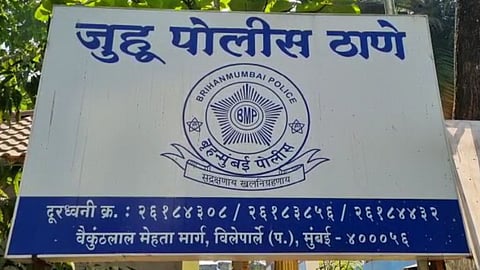 जुहू पोलीस ठाणे
BRIHANMUMBAI POLICE
BMP
बृहन्मुंबई पोलीस
सद्रक्षणाय खलनिग्रहणाय
दूरध्वनी क्र. : २६१८४३०८ / २६१८३८५६ / २६१८४४३२
वैकुंठलाल मेहता मार्ग, विलेपार्ले (प.), मुंबई - ४०००५६